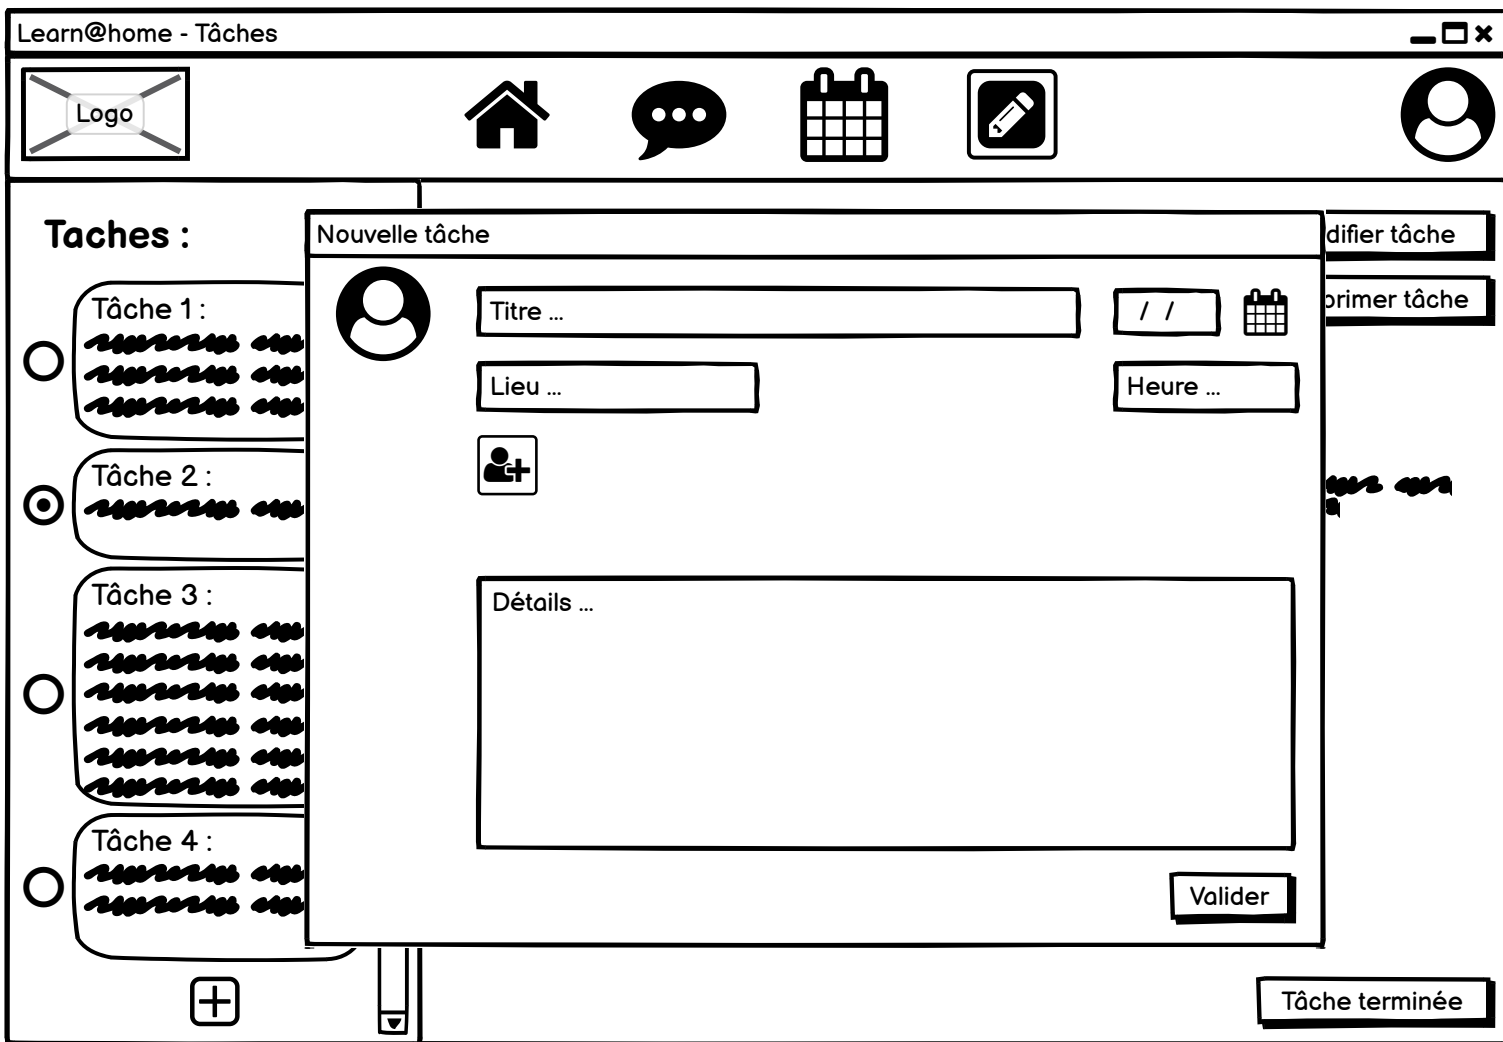 Learn@home - Tâches
Logo
Taches :
Tâche 1 :
Tâche 2 :
Tâche 3 :
Tâche 4 :
Nouvelle tâche
Titre ...
/ /
Lieu ...
Heure ...
Détails ...
Valider
difier tâche
primer tâche
Tâche terminée